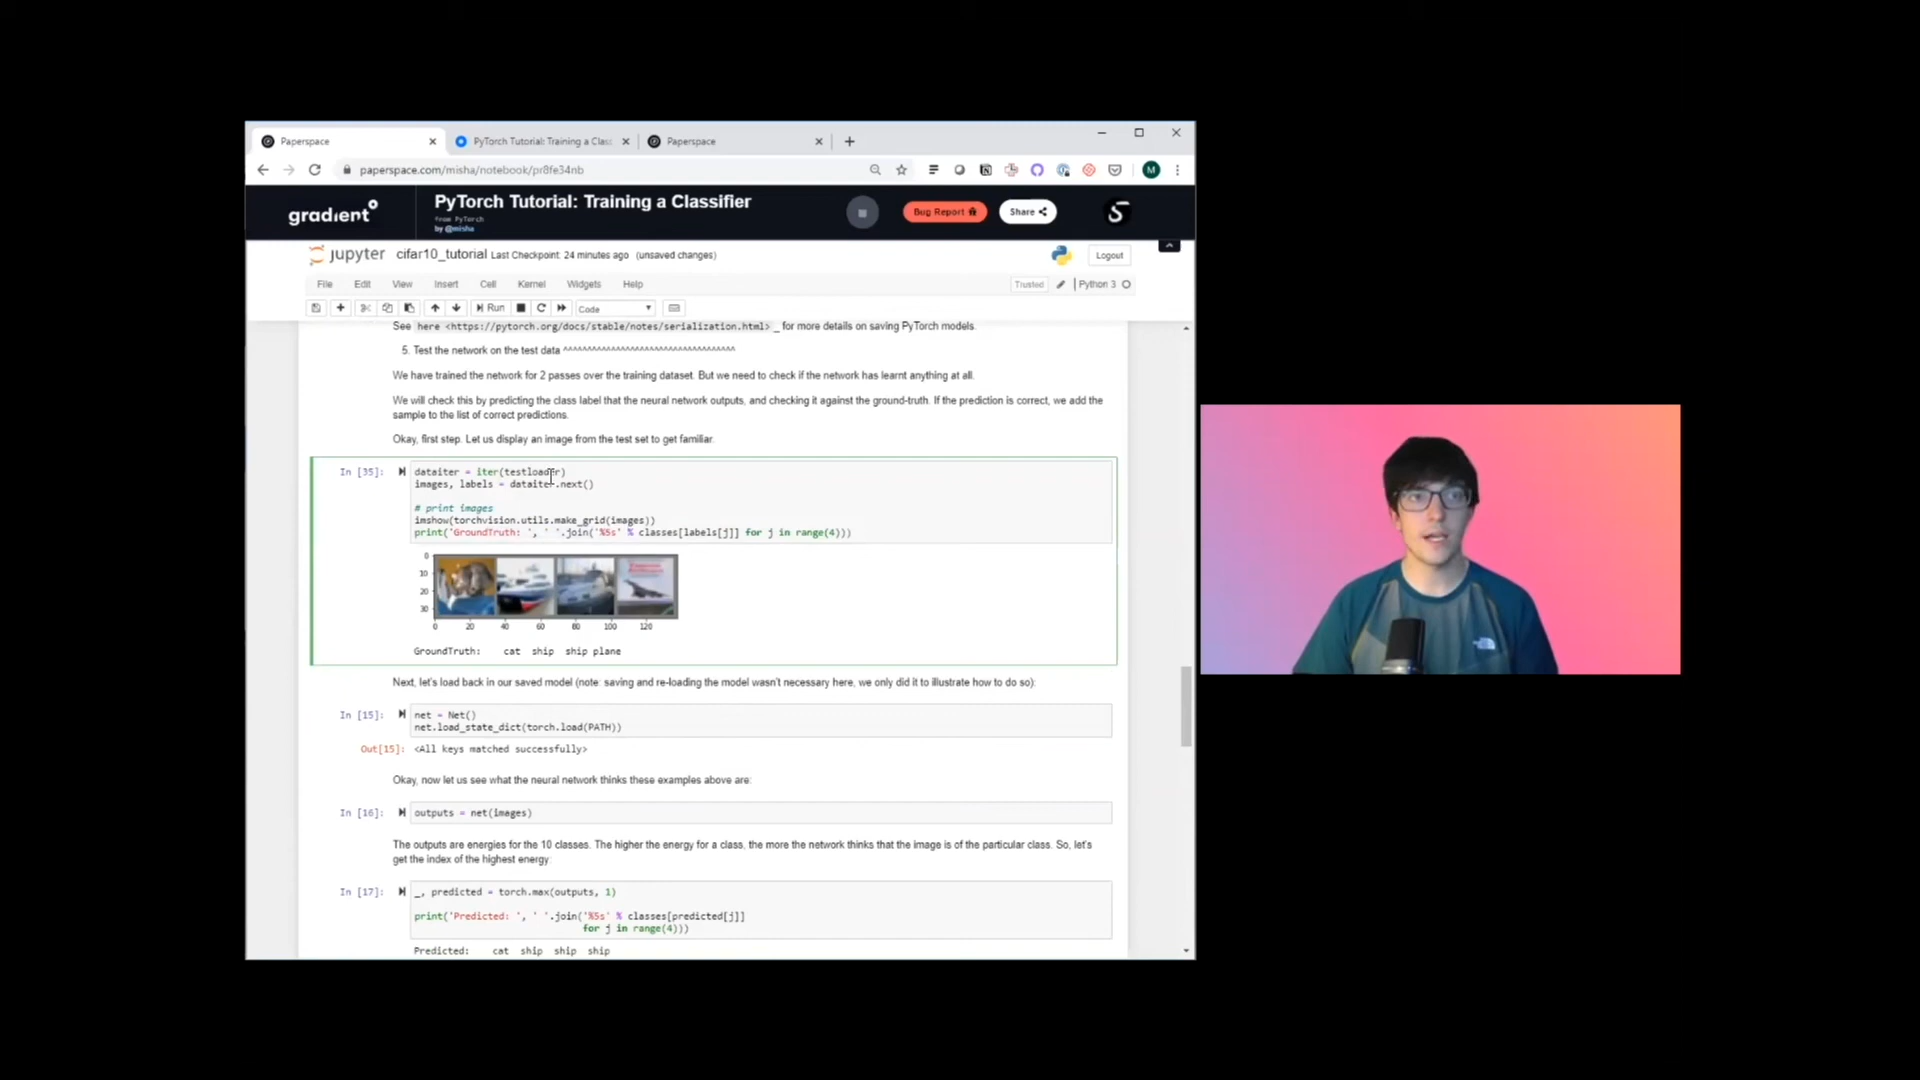 Paperspace
PyTorch Tutorial: Training a Clas
Paperspace
paperspace.com/misha/notebook/pr8fe34nb
M
gradient
PyTorch Tutorial: Training a Classifier
from PyTorch
by @misha
Bug Report
Share
jupyter cifar10_tutorial Last Checkpoint: 24 minutes ago (unsaved changes)
Logout
File Edit View Insert Cell Kernel Widgets Help
Trusted
Python 3
Run
Code
See here <https://pytorch.org/docs/stable/notes/serialization.html>_ for more details on saving PyTorch models.
5. Test the network on the test data ^^^^^^^^^^^^^^^^^^^^^^^^^^^^^^^^^^^^
We have trained the network for 2 passes over the training dataset. But we need to check if the network has learnt anything at all.
We will check this by predicting the class label that the neural network outputs, and checking it against the ground-truth. If the prediction is correct, we add the
sample to the list of correct predictions.
Okay, first step. Let us display an image from the test set to get familiar.
In [35]:
dataiter = iter(testloader)
images, labels = dataiter.next()
# print images
imshow(torchvision.utils.make_grid(images))
print('GroundTruth: ', ' '.join('%5s' % classes[labels[j]] for j in range(4)))
0
10
20
30
0 20 40 60 80 100 120
GroundTruth: cat ship ship plane
Next, let's load back in our saved model (note: saving and re-loading the model wasn't necessary here, we only did it to illustrate how to do so):
In [15]:
net = Net()
net.load_state_dict(torch.load(PATH))
Out[15]: <All keys matched successfully>
Okay, now let us see what the neural network thinks these examples above are:
In [16]: outputs = net(images)
The outputs are energies for the 10 classes. The higher the energy for a class, the more the network thinks that the image is of the particular class. So, let's
get the index of the highest energy:
In [17]: _, predicted = torch.max(outputs, 1)
print('Predicted: ', ' '.join('%5s' % classes[predicted[j]]
for j in range(4)))
Predicted: cat ship ship ship